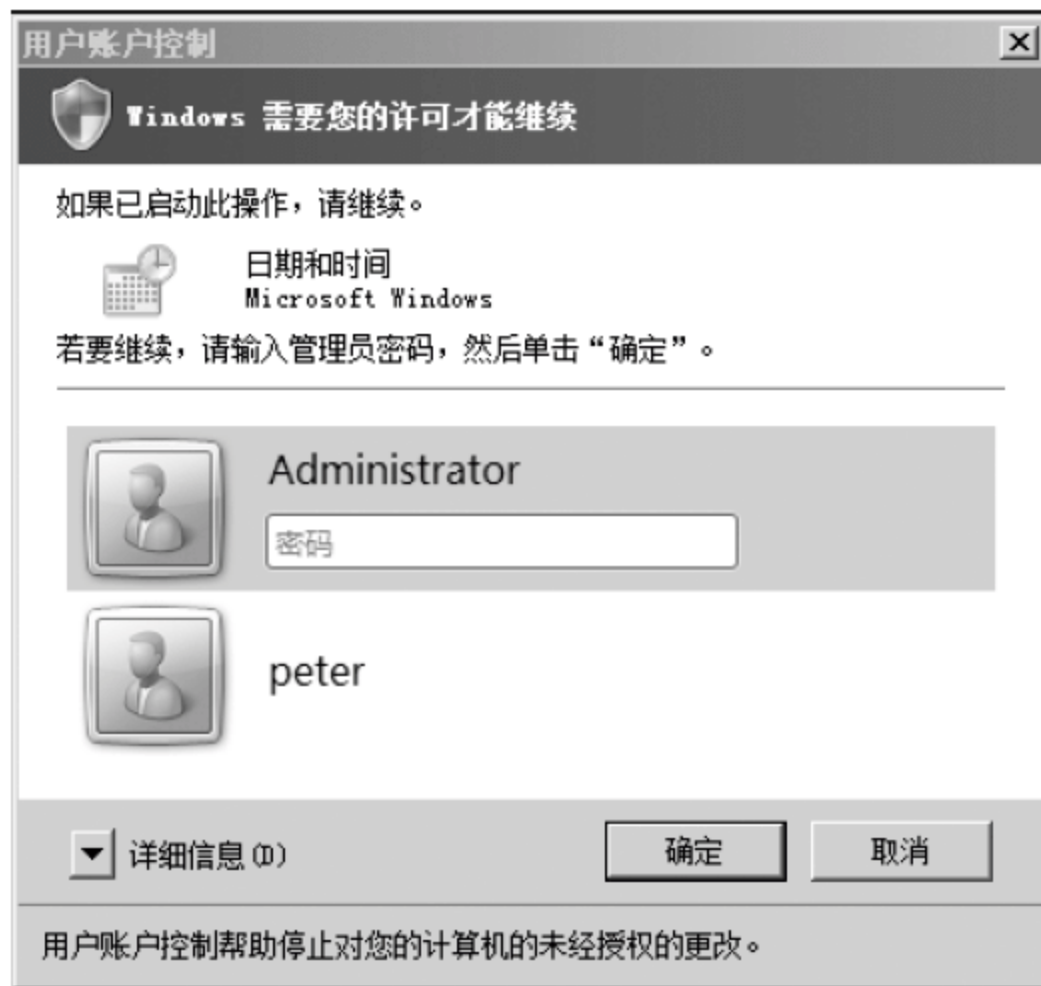 用户账户控制
Windows 需要您的许可才能继续
如果已启动此操作，请继续。
日期和时间
Microsoft Windows
若要继续，请输入管理员密码，然后单击“确定”。
Administrator
密码
peter
详细信息(D)
确定
取消
用户账户控制帮助停止对您的计算机的未经授权的更改。